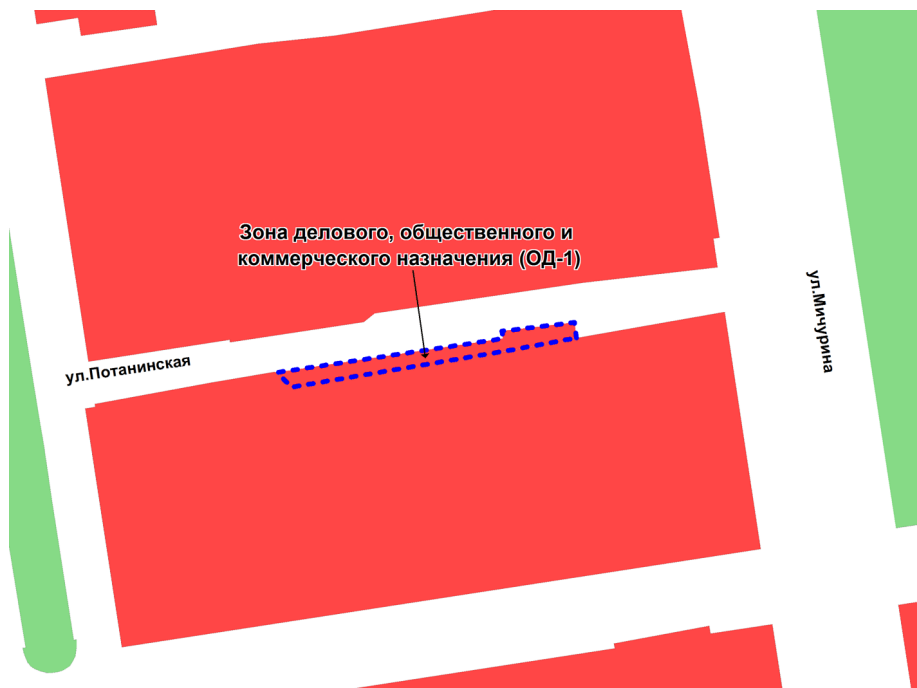 Зона делового, общественного и
коммерческого назначения (ОД-1)
ул.Мичурина
ул.Потанинская